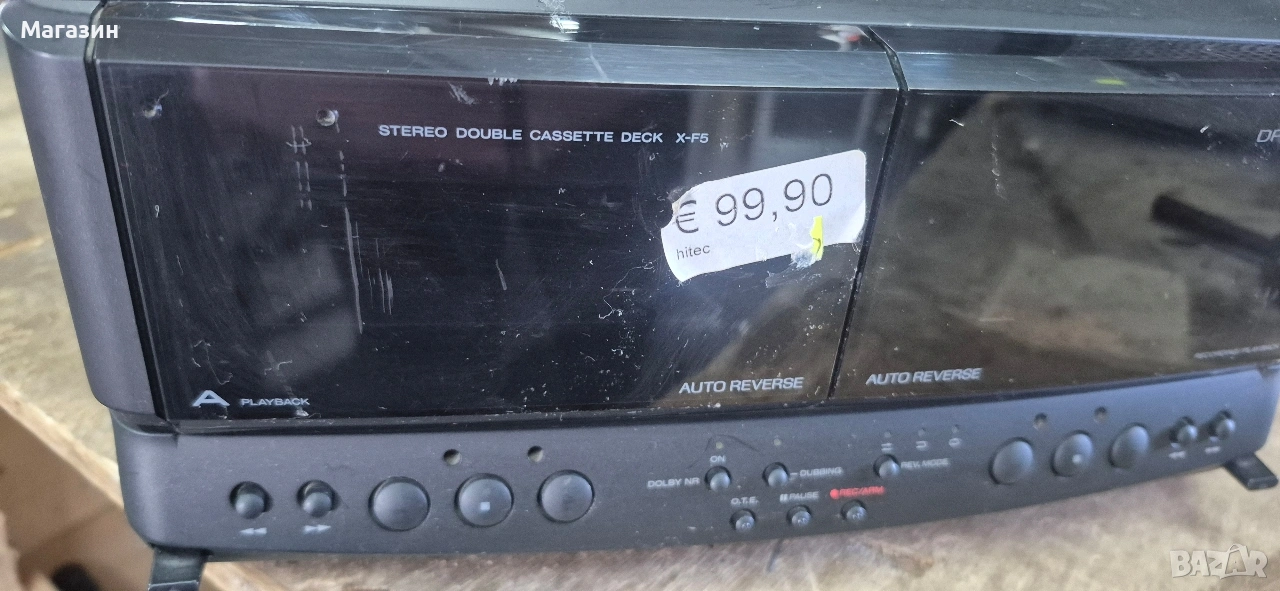 Магазин
STEREO DOUBLE CASSETTE DECK X-F5
€ 99,90
hitec
A PLAYBACK
AUTO REVERSE
AUTO REVERSE
ON
DOLBY NR
DUBBING
REV. MODE
O.T.E.
PAUSE
REC/ARM
BAZAR